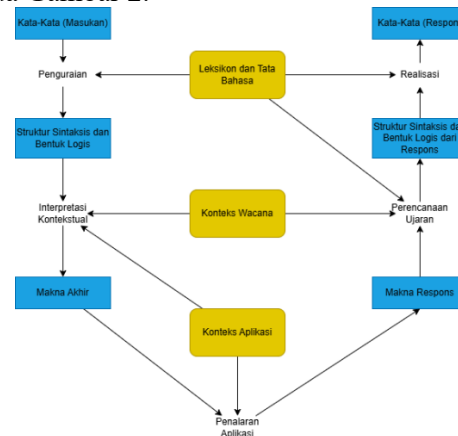 Kata-Kata (Masukan)
Kata-Kata (Respon
Penguraian
Leksikon dan Tata
Bahasa
Realisasi
Struktur Sintaksis dan
Bentuk Logis
Struktur Sintaksis da
Bentuk Logis dari
Respons
Interpretasi
Kontekstual
Konteks Wacana
Perencanaan
Ujaran
Makna Akhir
Makna Respons
Konteks Aplikasi
Penalaran
Aplikasi